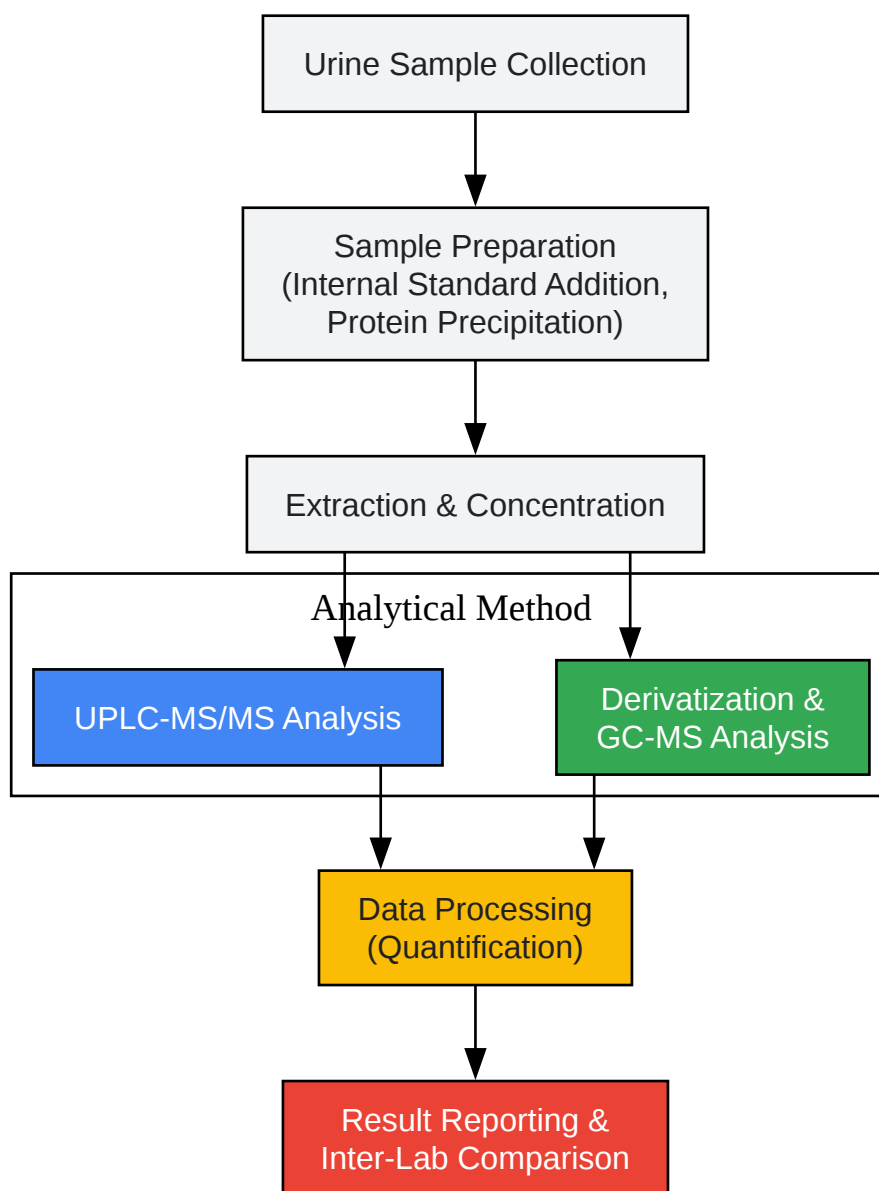 Urine Sample Collection
Sample Preparation
(Internal Standard Addition,
Protein Precipitation)
Extraction & Concentration
Analytical Method
UPLC-MS/MS Analysis
Derivatization &
GC-MS Analysis
Data Processing
(Quantification)
Result Reporting &
Inter-Lab Comparison